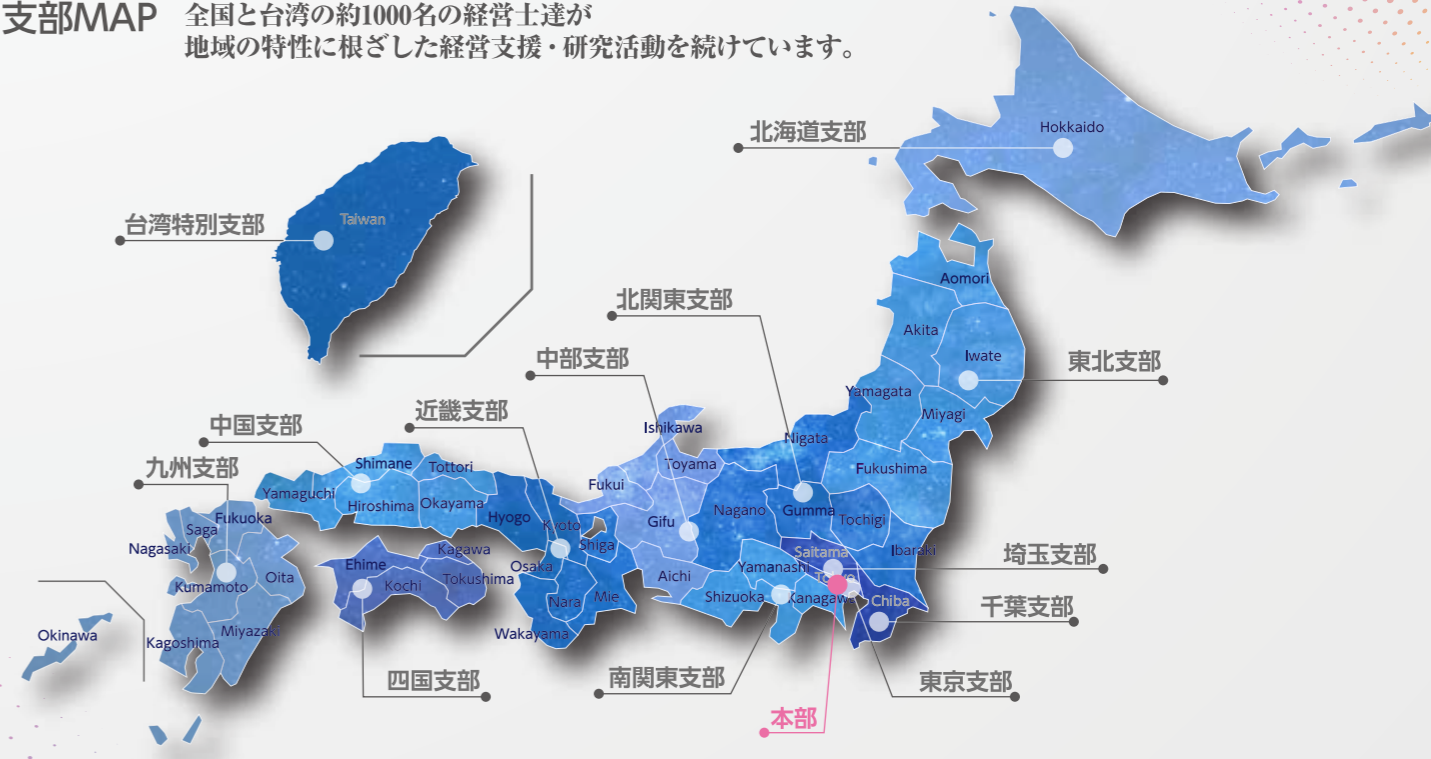 支部MAP
全国と台湾の約1000名の経営士達が
地域の特性に根ざした経営支援・研究活動を続けています。
北海道支部
Hokkaido
台湾特別支部
Taiwan
北関東支部
中部支部
東北支部
近畿支部
中国支部
九州支部
Aomori
Akita
Iwate
Yamagata
Miyagi
Nigata
Fukushima
Ishikawa
Toyama
Fukui
Gifu
Nagano
Gumma
Tochigi
Ibaraki
Shimane
Tottori
Yamaguchi
Hiroshima
Okayama
Hyogo
Kyoto
Shiga
Osaka
Nara
Mie
Wakayama
Aichi
Shizuoka
Yamanashi
Saitama
Tokyo
Kanagawa
Chiba
Fukuoka
Saga
Nagasaki
Oita
Kumamoto
Miyazaki
Kagoshima
Okinawa
Ehime
Kagawa
Kochi
Tokushima
埼玉支部
千葉支部
四国支部
南関東支部
東京支部
本部